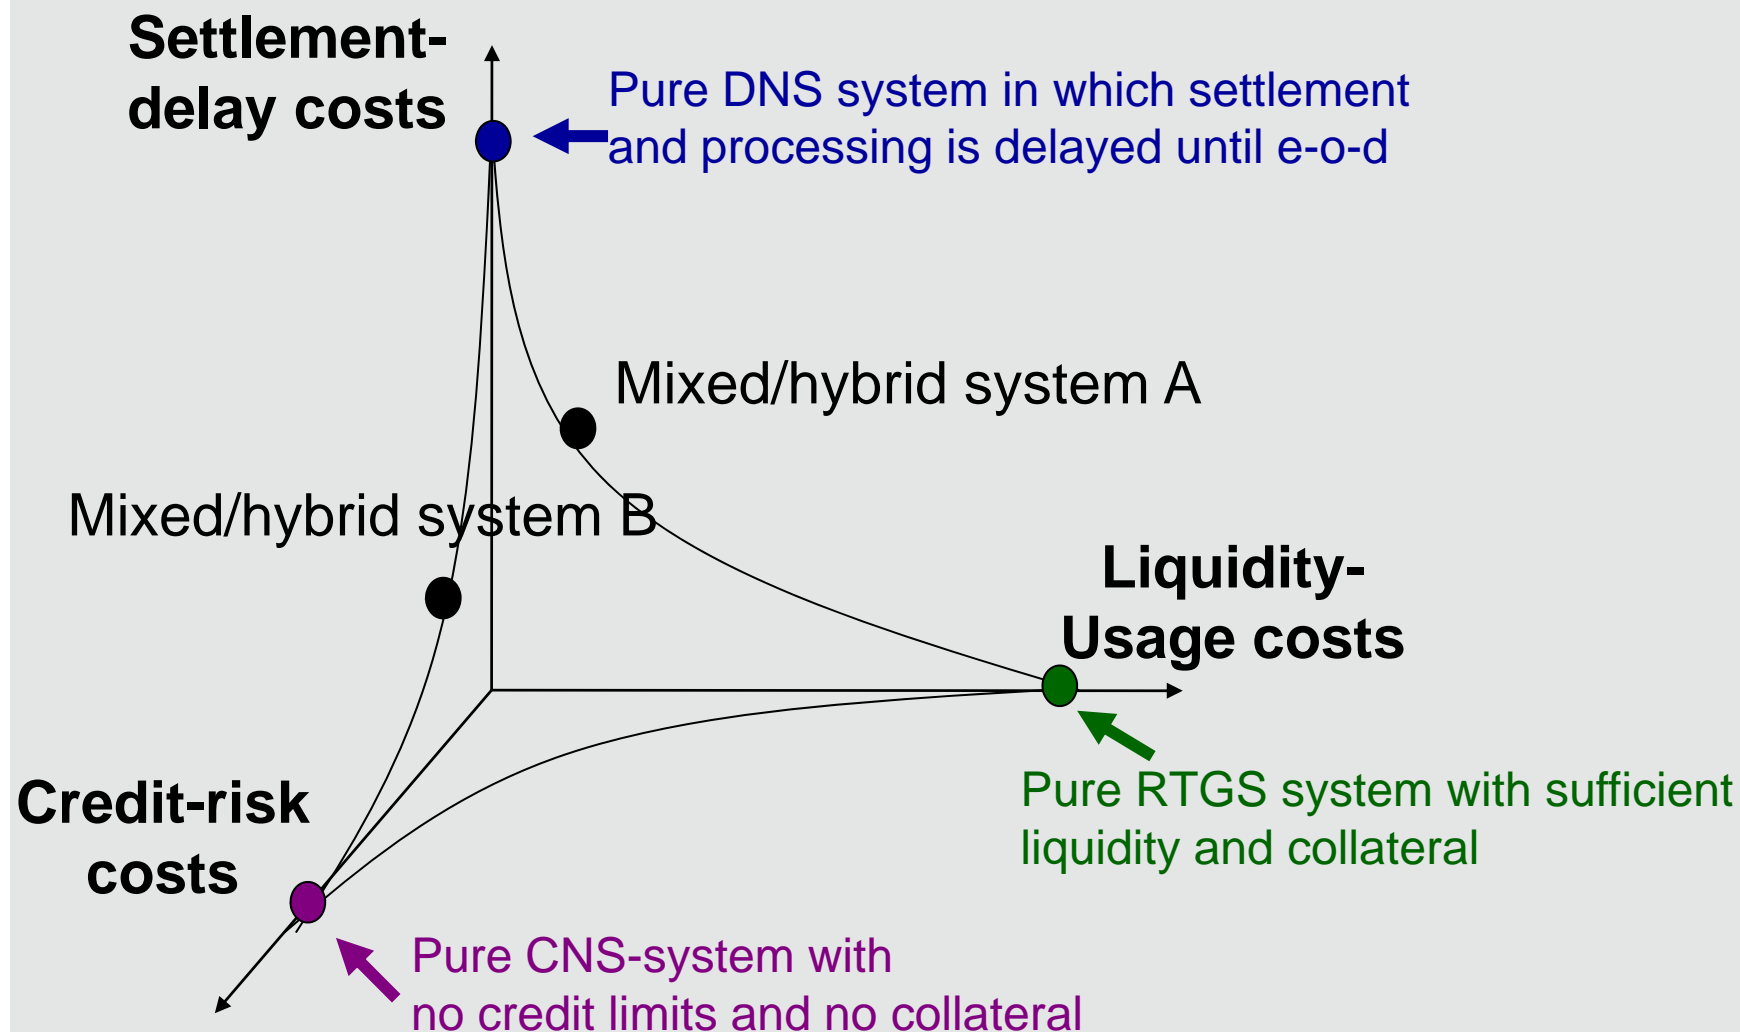 Settlement-
delay costs
Pure DNS system in which settlement
and processing is delayed until e-o-d
Mixed/hybrid system A
Mixed/hybrid system B
Liquidity-
Usage costs
Credit-risk
costs
Pure RTGS system with sufficient
liquidity and collateral
Pure CNS-system with
no credit limits and no collateral